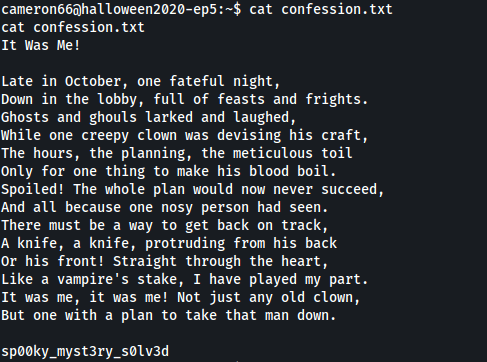 cameron66@halloween2020-ep5:~$ cat confession.txt
cat confession.txt
It Was Me!
Late in October, one fateful night,
Down in the lobby, full of feasts and frights.
Ghosts and ghouls larked and laughed,
While one creepy clown was devising his craft,
The hours, the planning, the meticulous toil
Only for one thing to make his blood boil.
Spoiled! The whole plan would now never succeed,
And all because one nosy person had seen.
There must be a way to get back on track,
A knife, a knife, protruding from his back
Or his front! Straight through the heart,
Like a vampire's stake, I have played my part.
It was me, it was me! Not just any old clown,
But one with a plan to take that man down.
sp00ky_myst3ry_s0lv3d